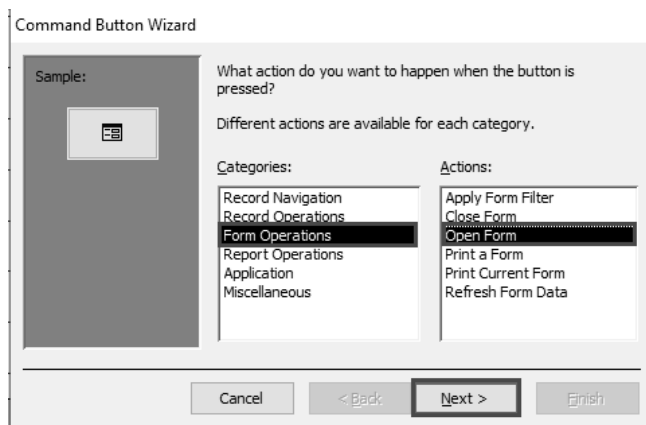 Command Button Wizard
Sample:
What action do you want to happen when the button is
pressed?
Different actions are available for each category.
Categories:
Record Navigation
Record Operations
Form Operations
Report Operations
Application
Miscellaneous
Actions:
Apply Form Filter
Close Form
Open Form
Print a Form
Print Current Form
Refresh Form Data
Cancel
< Back
Next >
Finish